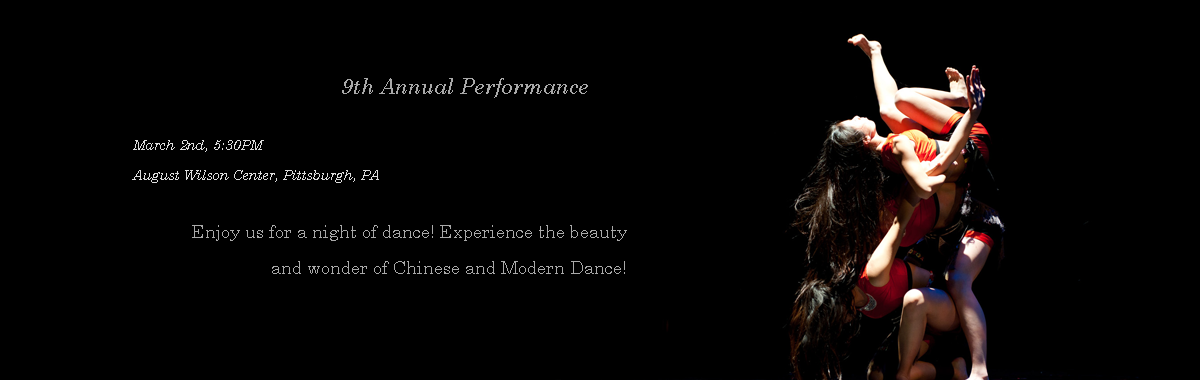 9th Annual Performance
March 2nd, 5:30PM
August Wilson Center, Pittsburgh, PA
Enjoy us for a night of dance! Experience the beauty
and wonder of Chinese and Modern Dance!